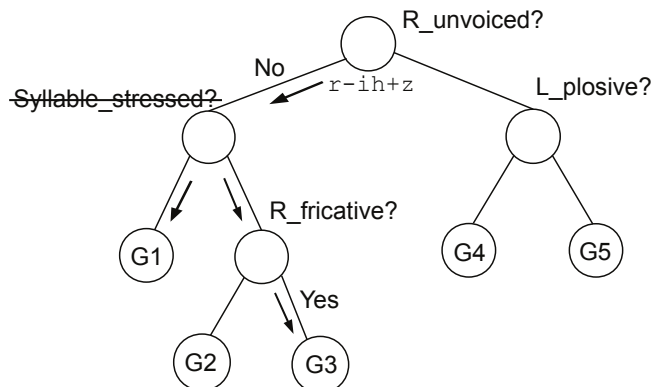 R_unvoiced?
No
r-ih+z
Syllable_stressed?
L_plosive?
R_fricative?
G1
G4
G5
Yes
G2
G3